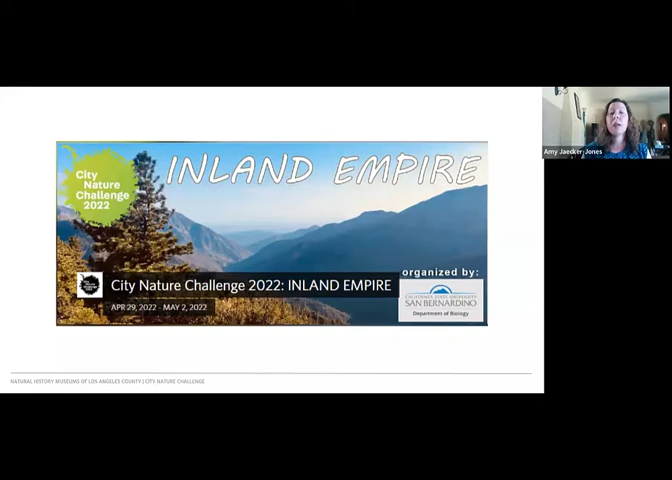 INLAND EMPIRE
City
Nature
Challenge
2022
Amy Jaecker-Jones
organized by:
City Nature Challenge 2022: INLAND EMPIRE
APR 29, 2022 - MAY 2, 2022
CALIFORNIA STATE UNIVERSITY
SAN BERNARDINO
Department of Biology
NATURAL HISTORY MUSEUMS OF LOS ANGELES COUNTY | CITY NATURE CHALLENGE